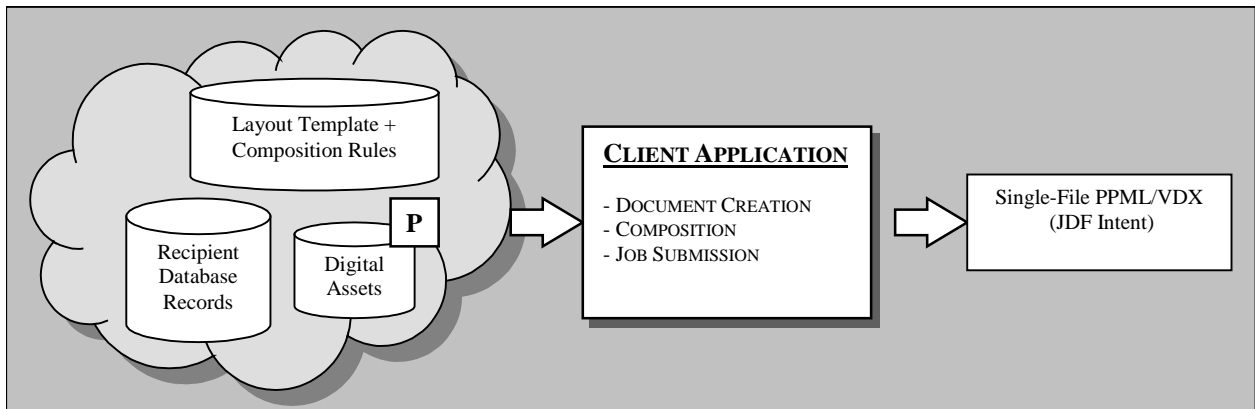 Layout Template +
Composition Rules
P
Recipient
Database
Records
Digital
Assets
CLIENT APPLICATION
- DOCUMENT CREATION
- COMPOSITION
- JOB SUBMISSION
Single-File PPML/VDX
(JDF Intent)